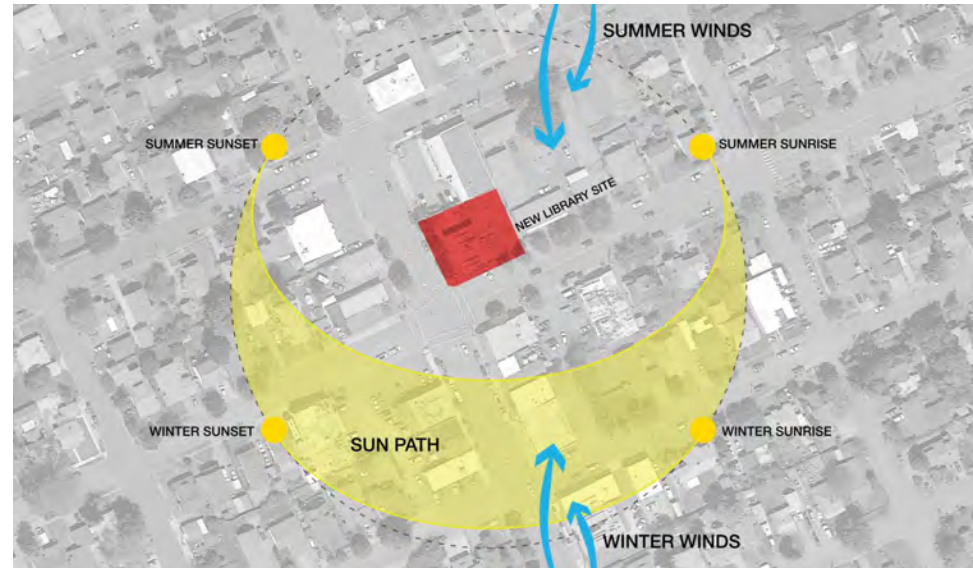 SUMMER WINDS
SUMMER SUNSET
SUMMER SUNRISE
NEW LIBRARY SITE
WINTER SUNSET
WINTER SUNRISE
SUN PATH
WINTER WINDS